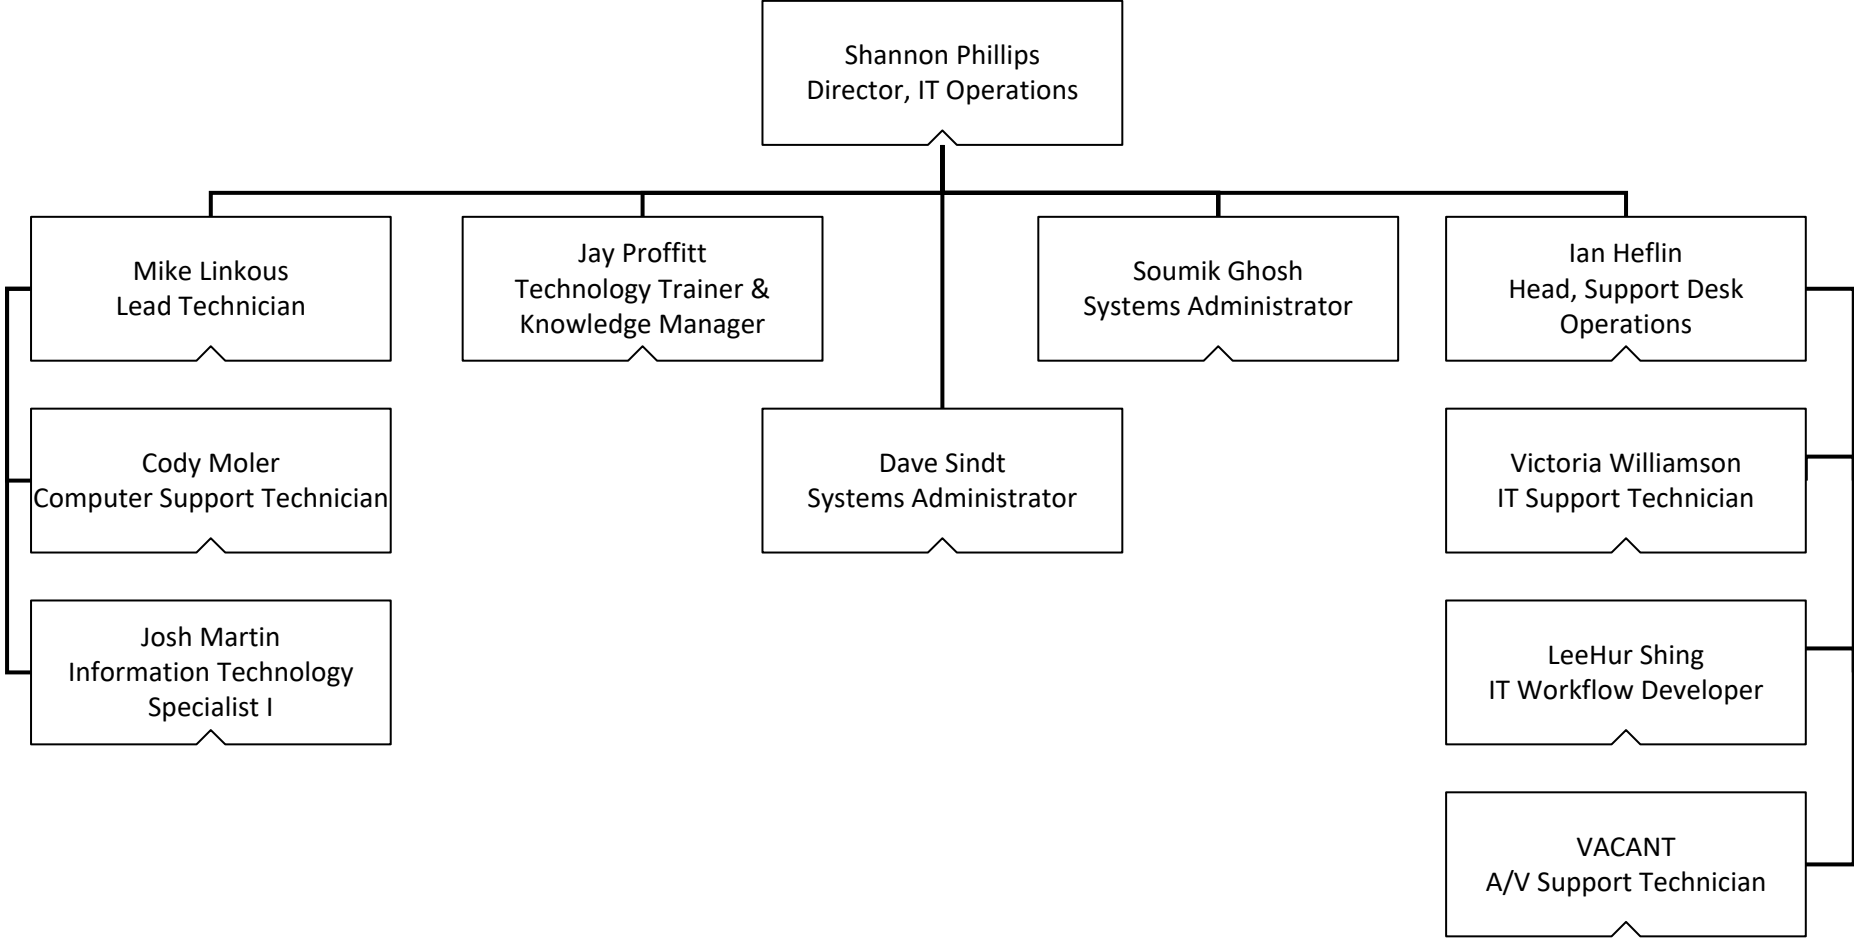 Shannon Phillips
Director, IT Operations
Mike Linkous
Lead Technician
Jay Proffitt
Technology Trainer &
Knowledge Manager
Soumik Ghosh
Systems Administrator
Ian Heflin
Head, Support Desk
Operations
Cody Moler
Computer Support Technician
Dave Sindt
Systems Administrator
Victoria Williamson
IT Support Technician
Josh Martin
Information Technology
Specialist I
LeeHur Shing
IT Workflow Developer
VACANT
A/V Support Technician